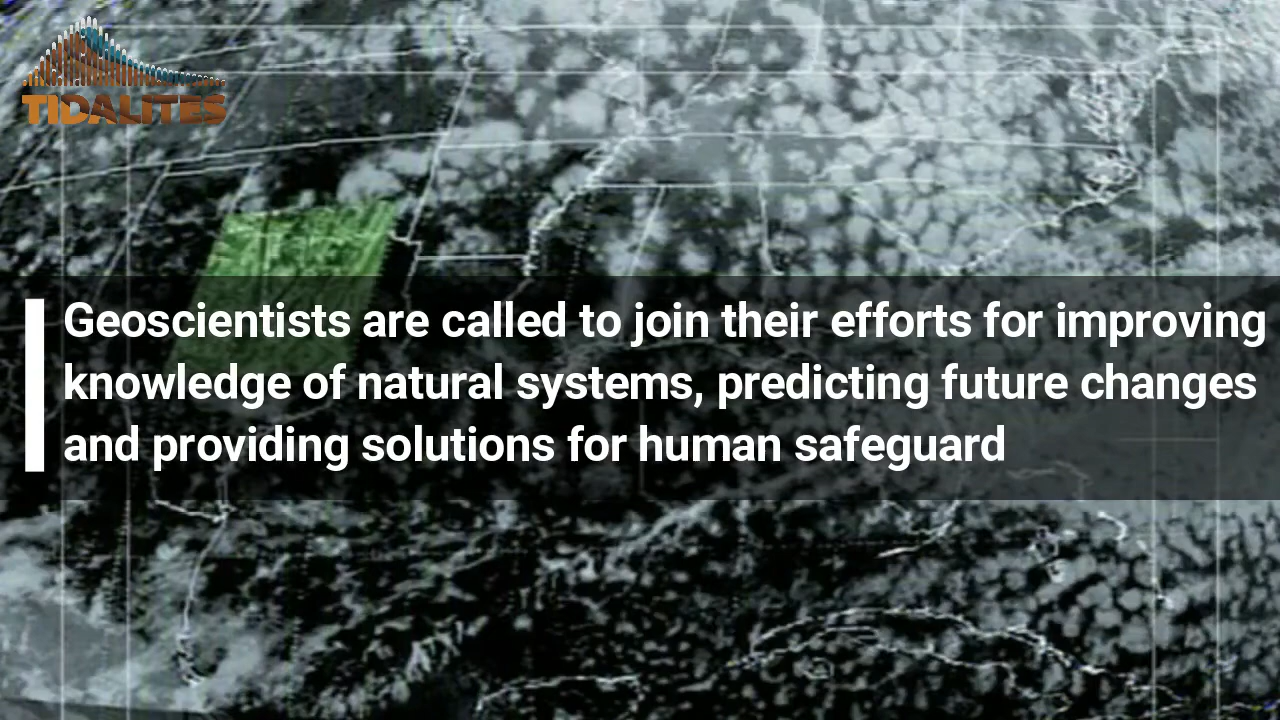 TIDALITES
Geoscientists are called to join their efforts for improving
knowledge of natural systems, predicting future changes
and providing solutions for human safeguard